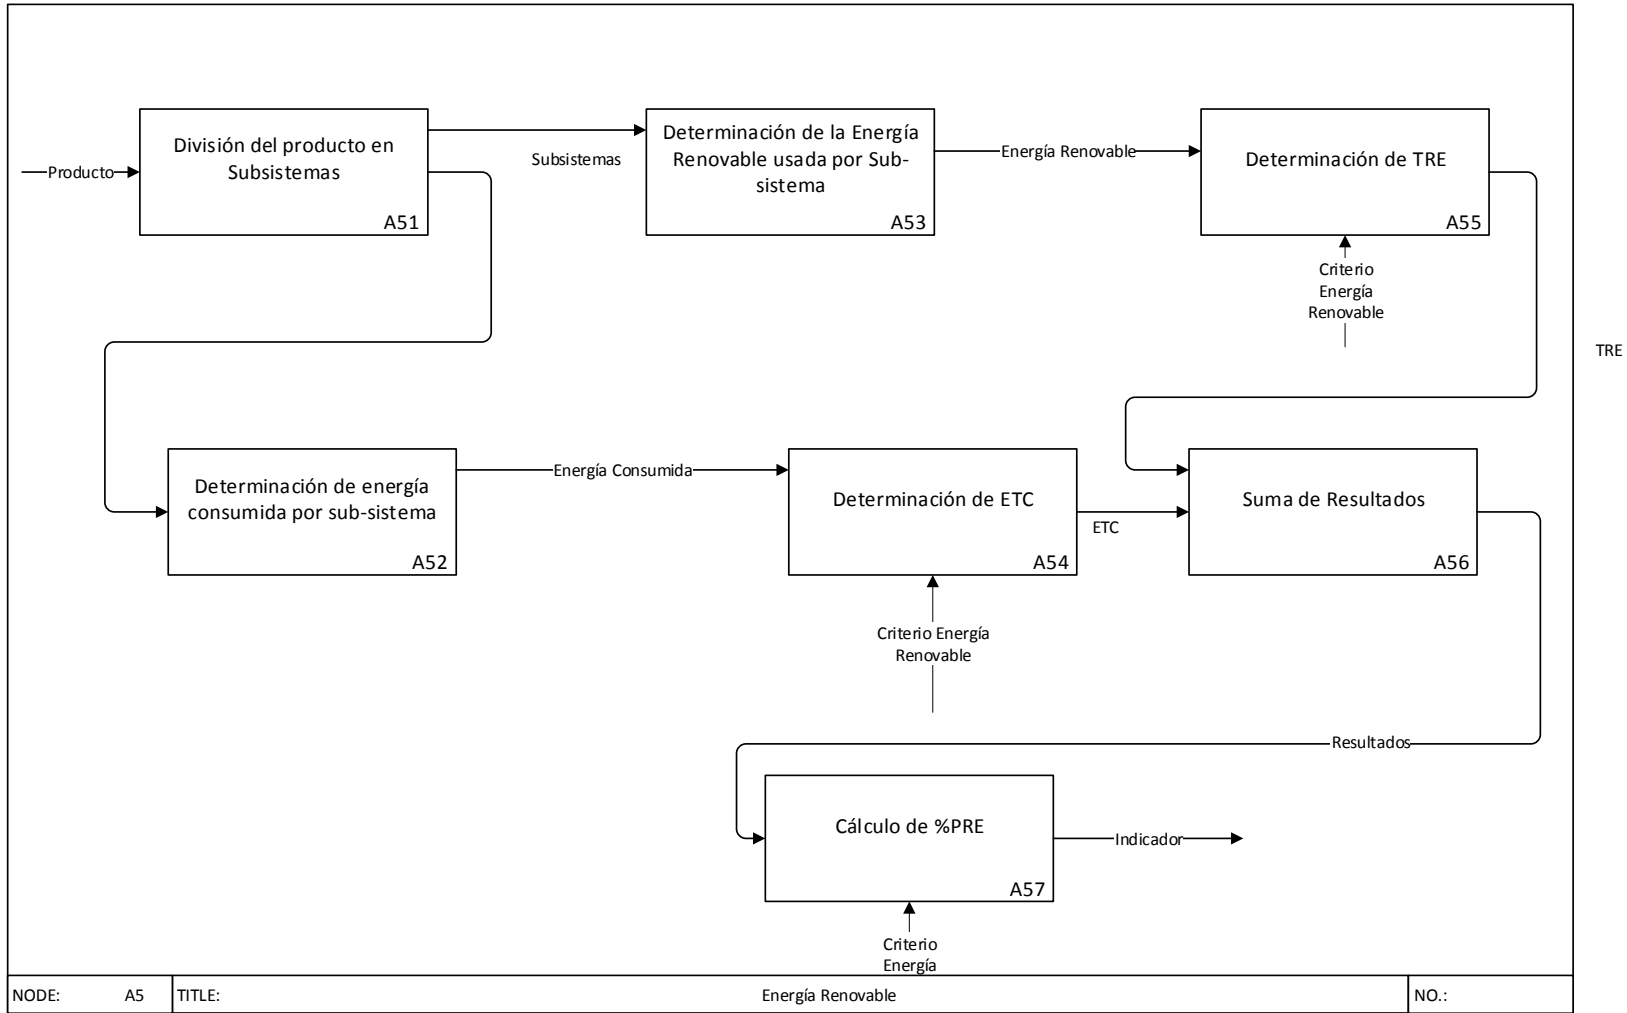 Producto
División del producto en
Subsistemas
A51
Subsistemas
Determinación de la Energía
Renovable usada por Sub-
sistema
A53
Energía Renovable
Determinación de TRE
A55
Criterio
Energía
Renovable
TRE
Determinación de energía
consumida por sub-sistema
A52
Energía Consumida
Determinación de ETC
A54
ETC
Suma de Resultados
A56
Criterio Energía
Renovable
Resultados
Cálculo de %PRE
A57
Indicador
Criterio
Energía
NODE: A5 TITLE: Energía Renovable NO.: